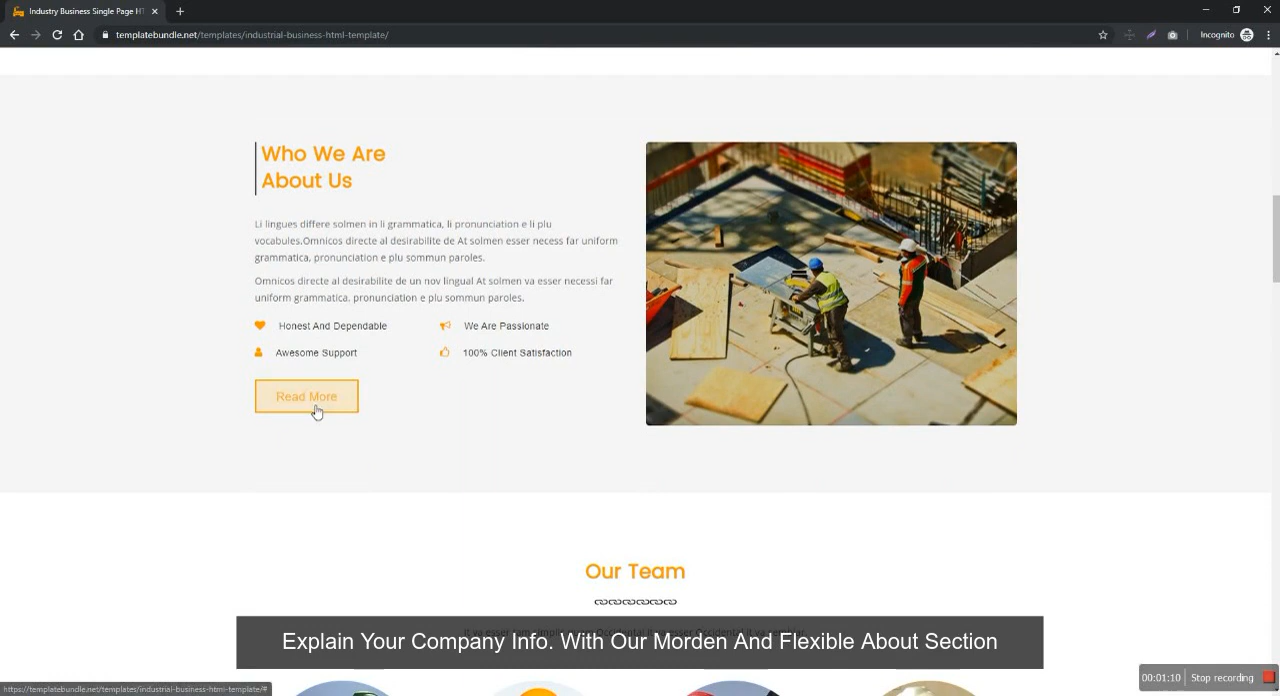 Industry Business Single Page HT
templatebundle.net/templates/industrial-business-html-template/
Incognito
Who We Are
About Us
Li lingues differe solmen in li grammatica, li pronunciation e li plu
vocabules.Omnicos directe al desirabilite de At solmen esser necess far uniform
grammatica, pronunciation e plu sommun paroles.
Omnicos directe al desirabilite de un nov lingual At solmen va esser necessi far
uniform grammatica, pronunciation e plu sommun paroles.
Honest And Dependable
We Are Passionate
Awesome Support
100% Client Satisfaction
Read More
Our Team
Explain Your Company Info. With Our Morden And Flexible About Section
https://templatebundle.net/templates/industrial-business-html-template/#
00:01:10 Stop recording